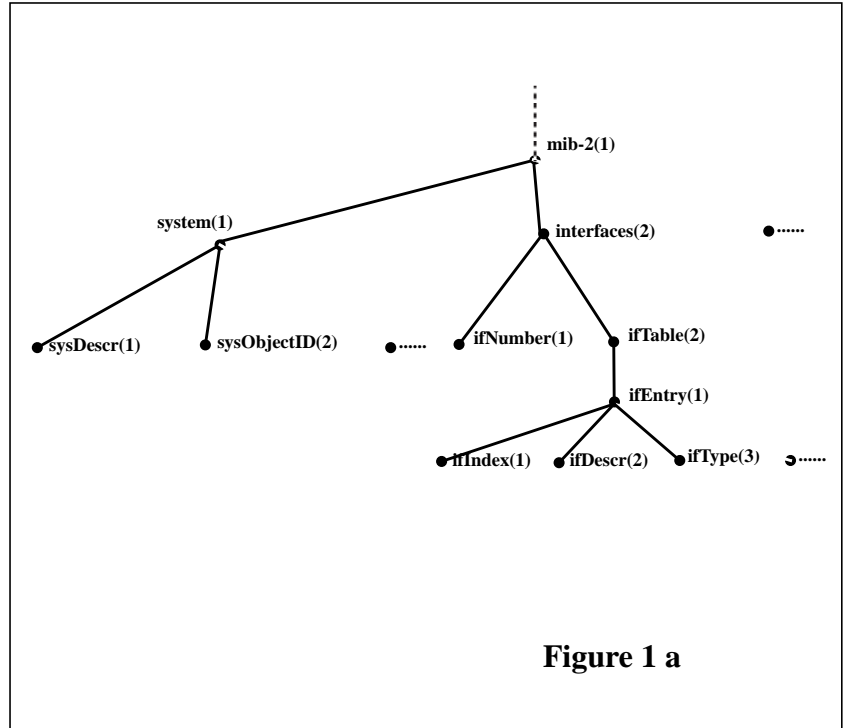 mib-2(1)
system(1)
interfaces(2)
......
sysDescr(1)
sysObjectID(2)
......
ifNumber(1)
ifTable(2)
ifEntry(1)
ifIndex(1)
ifDescr(2)
ifType(3)
......
Figure 1 a